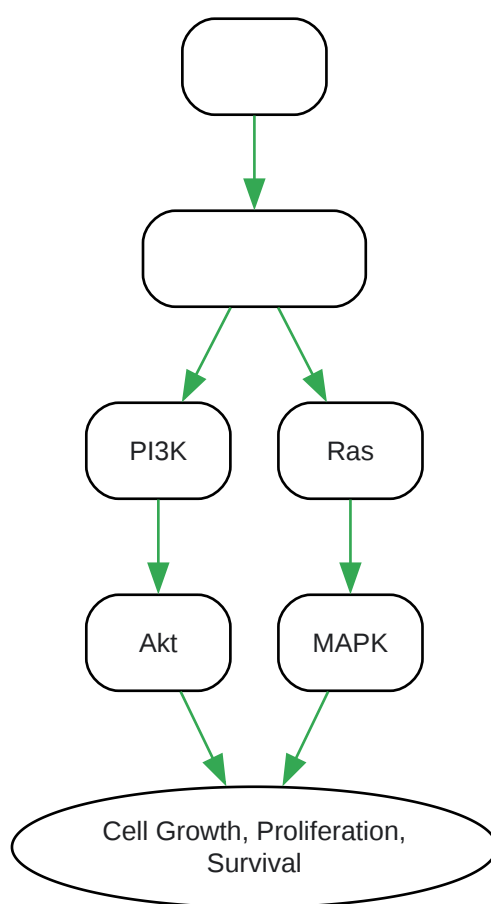 PI3K
Ras
Akt
MAPK
Cell Growth, Proliferation,
Survival